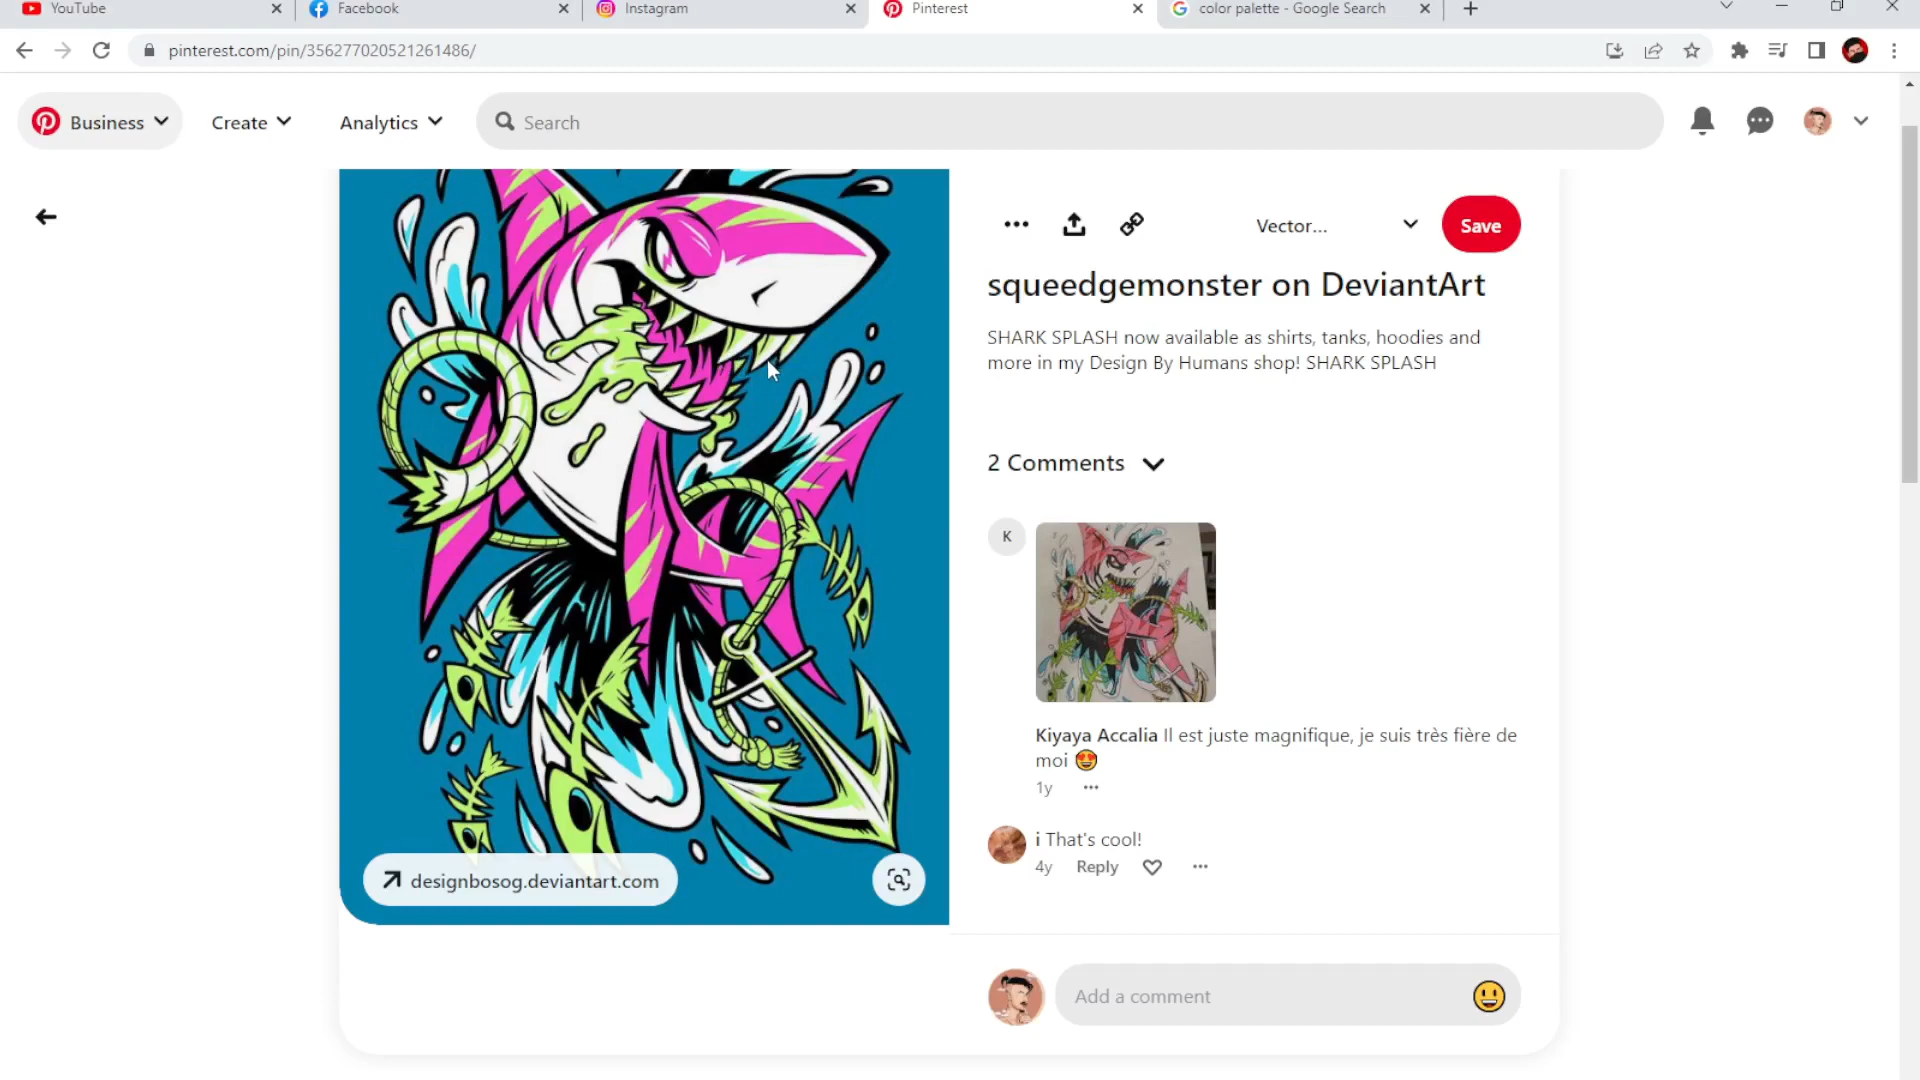 YouTube
Facebook
Instagram
Pinterest
color palette - Google Search
pinterest.com/pin/356277020521261486/
Business
Create
Analytics
Search
Vector...
Save
squeedgemonster on DeviantArt
SHARK SPLASH now available as shirts, tanks, hoodies and
more in my Design By Humans shop! SHARK SPLASH
2 Comments
K
Kiyaya Accalia Il est juste magnifique, je suis très fière de
moi 😍
1y
i That's cool!
4y Reply
designbosog.deviantart.com
Add a comment